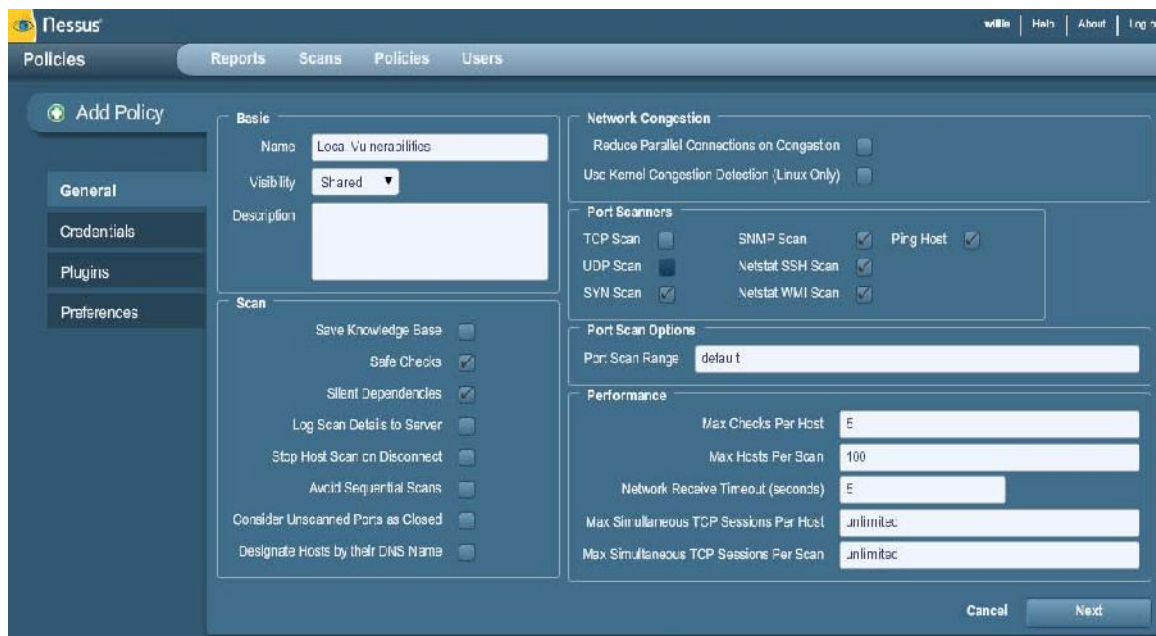 Nessus
willie | Help | About | Log o
Policies
Reports Scans Policies Users
Add Policy
General
Credentials
Plugins
Preferences
Basic
Name Local Vulnerabilities
Visibility Shared
Description
Scan
Save Knowledge Base
Safe Checks
Silent Dependencies
Log Scan Details to Server
Stop Host Scan on Disconnect
Avoid Sequential Scans
Consider Unscanned Ports as Closed
Designate Hosts by their DNS Name
Network Congestion
Reduce Parallel Connections on Congestion
Use Kernel Congestion Detection (Linux Only)
Port Scanners
TCP Scan SNMP Scan Ping Host
UDP Scan Netstat SSH Scan
SYN Scan Netstat WMI Scan
Port Scan Options
Port Scan Range default
Performance
Max Checks Per Host 5
Max Hosts Per Scan 100
Network Receive Timeout (seconds) 5
Max Simultaneous TCP Sessions Per Host unlimited
Max Simultaneous TCP Sessions Per Scan unlimited
Cancel Next